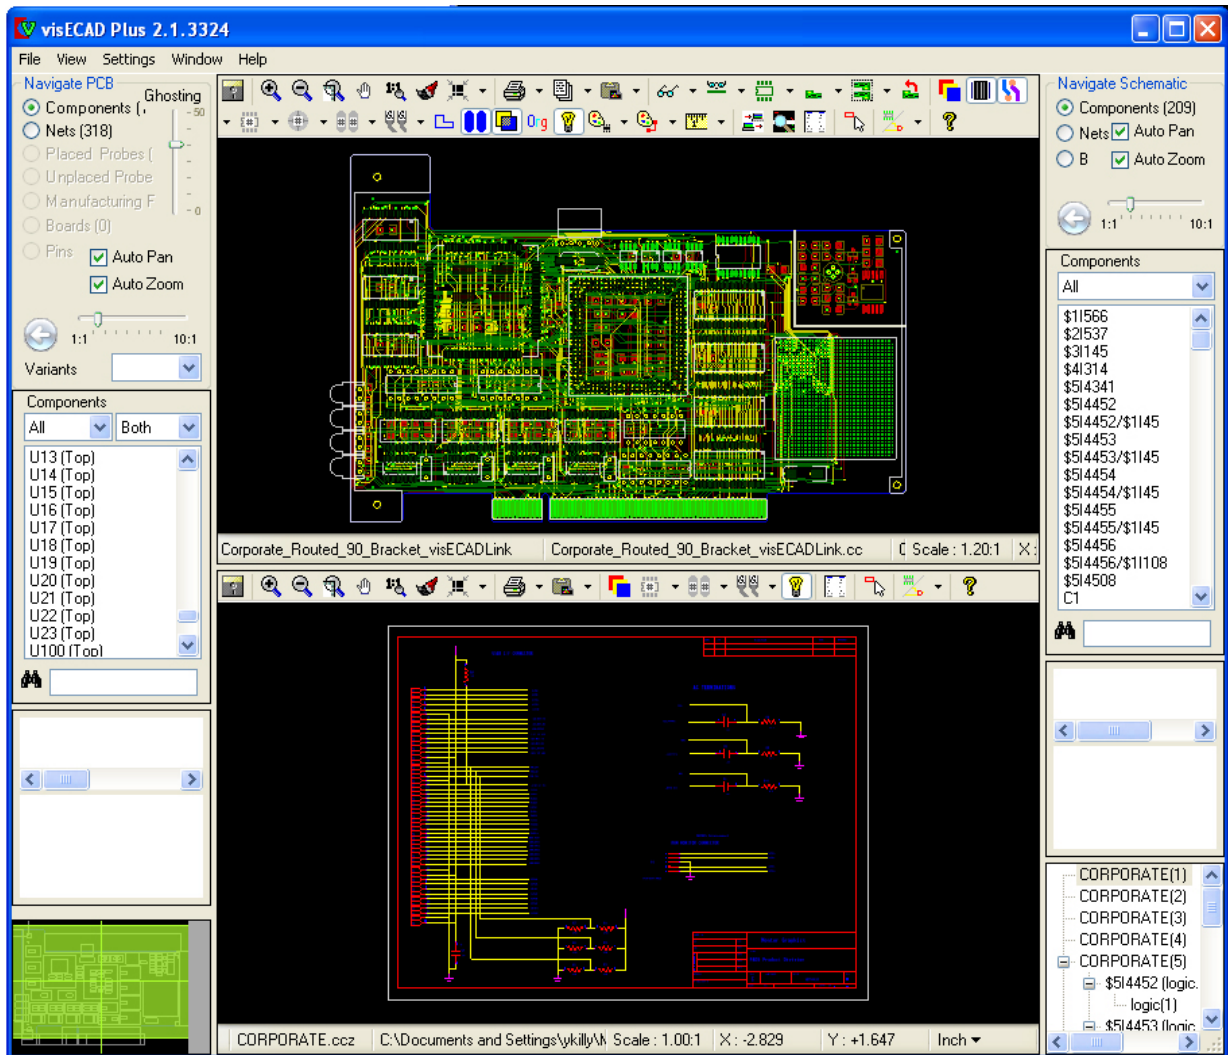 visECAD Plus 2.1.3324
File View Settings Window Help
Navigate PCB
Ghosting
Components (
50
Nets (318)
Placed Probes (
Unplaced Probe
Manufacturing F
0
Boards (0)
Pins
Auto Pan
Auto Zoom
1:1 10:1
Variants
Components
All Both
U13 (Top)
U14 (Top)
U15 (Top)
U16 (Top)
U17 (Top)
U18 (Top)
U19 (Top)
U20 (Top)
U21 (Top)
U22 (Top)
U23 (Top)
U100 (Top)
1:1
Org
Corporate_Routed_90_Bracket_visECADLink Corporate_Routed_90_Bracket_visECADLink.cc Scale : 1.20:1 X :
1:1
CORPORATE.ccz C:\Documents and Settings\ykilly\ Scale : 1.00:1 X : -2.829 Y : +1.647 Inch
Navigate Schematic
Components (209)
Nets Auto Pan
B Auto Zoom
1:1 10:1
Components
All
$1I566
$2I537
$3I145
$4I314
$5I4341
$5I4452
$5I4452/$1I45
$5I4453
$5I4453/$1I45
$5I4454
$5I4454/$1I45
$5I4455
$5I4455/$1I45
$5I4456
$5I4456/$1I108
$5I4508
C1
CORPORATE(1)
CORPORATE(2)
CORPORATE(3)
CORPORATE(4)
CORPORATE(5)
$5I4452 (logic.
logic(1)
$5I4453 (logic